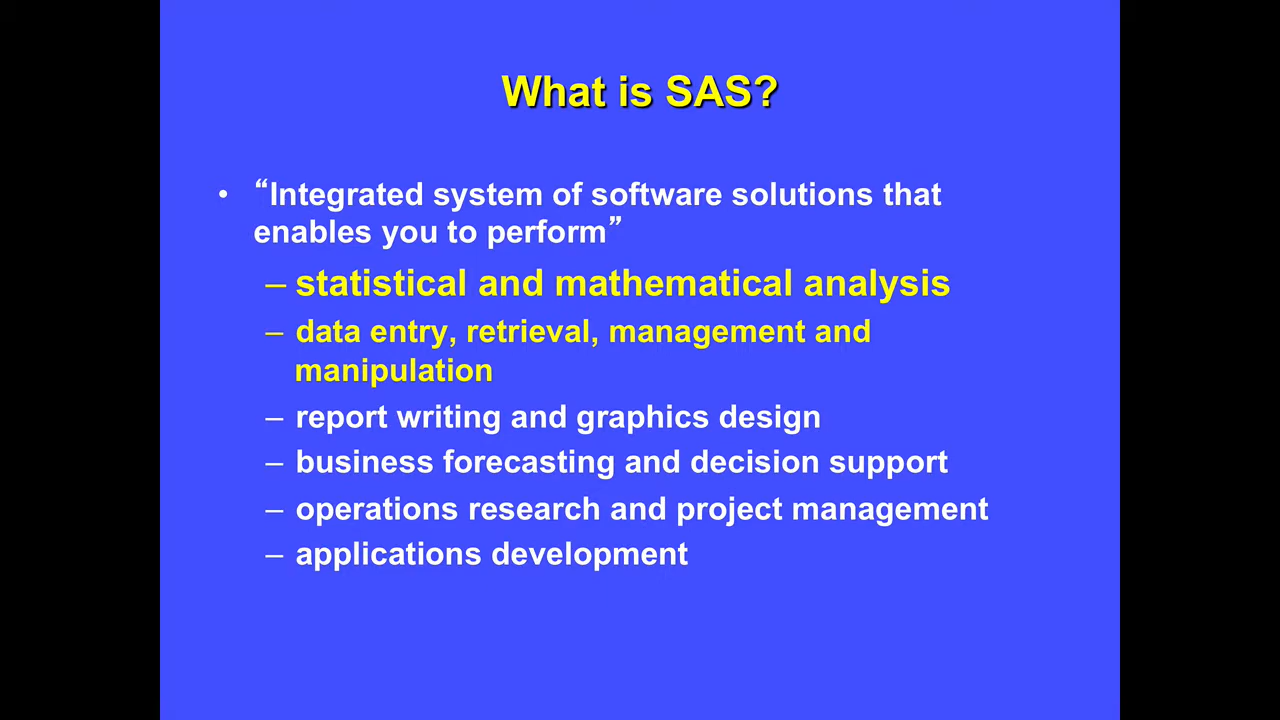 What is SAS?
• “Integrated system of software solutions that
enables you to perform”
– statistical and mathematical analysis
– data entry, retrieval, management and
manipulation
– report writing and graphics design
– business forecasting and decision support
– operations research and project management
– applications development